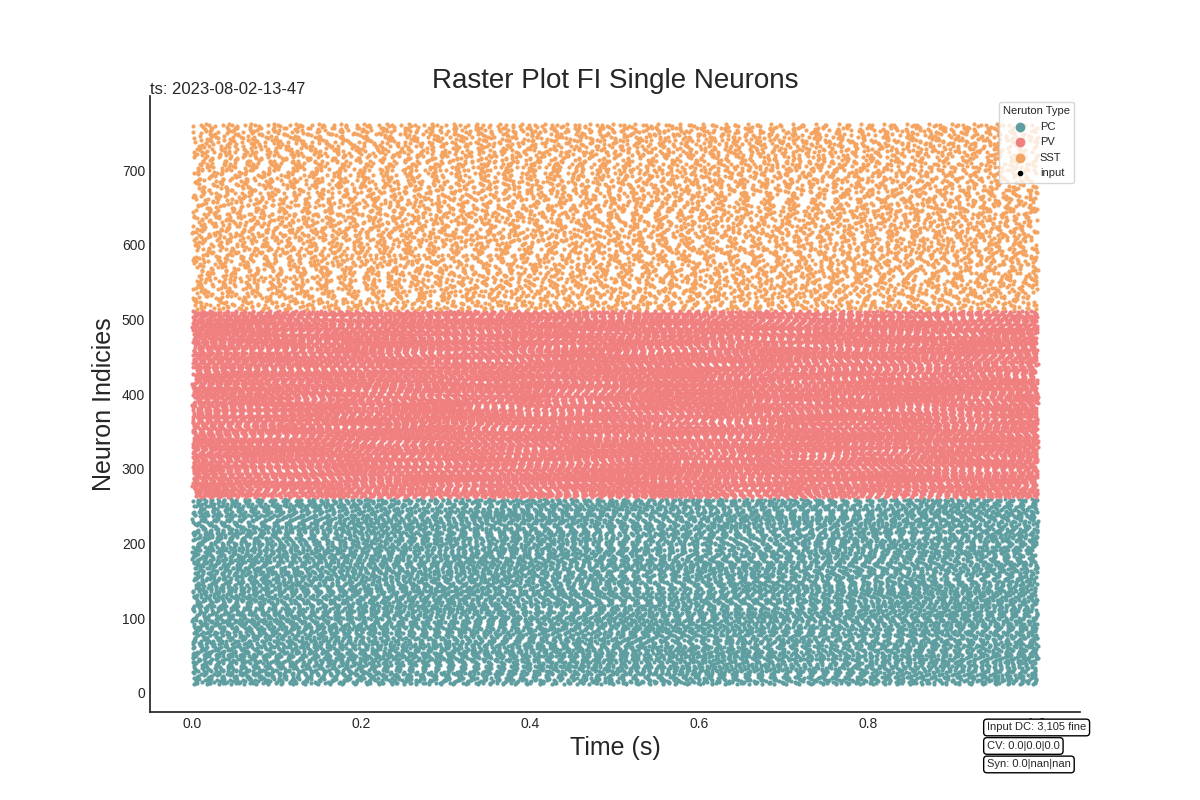 Raster Plot FI Single Neurons
ts: 2023-08-02-13-47
Neruton Type
PC
PV
SST
input
Neuron Indicies
700
600
500
400
300
200
100
0
0.0 0.2 0.4 0.6 0.8
Time (s)
Input DC: 3,105 fine
CV: 0.0|0.0|0.0
Syn: 0.0|nan|nan